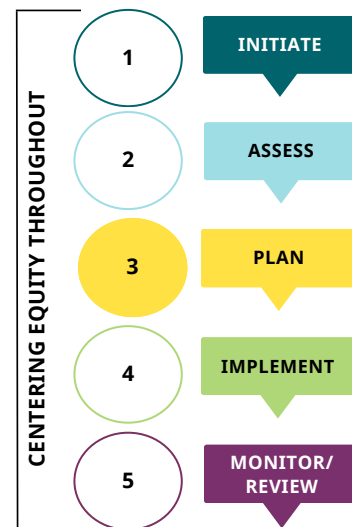 CENTERING EQUITY THROUGHOUT
1
INITIATE
2
ASSESS
3
PLAN
4
IMPLEMENT
5
MONITOR/
REVIEW